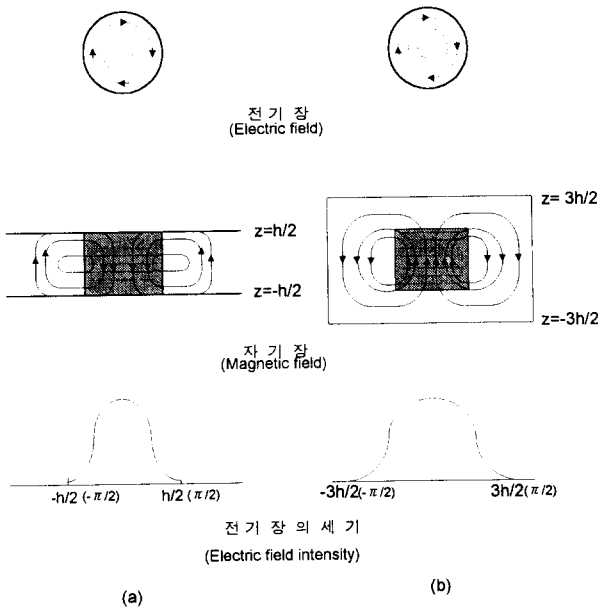 전 기 장
(Electric field)
z=h/2
z=-h/2
z= 3h/2
z=-3h/2
자 기 장
(Magnetic field)
-h/2 (-π/2)
h/2 (π/2)
-3h/2(-π/2)
3h/2(π/2)
전 기 장 의 세 기
(Electric field intensity)
(a)
(b)